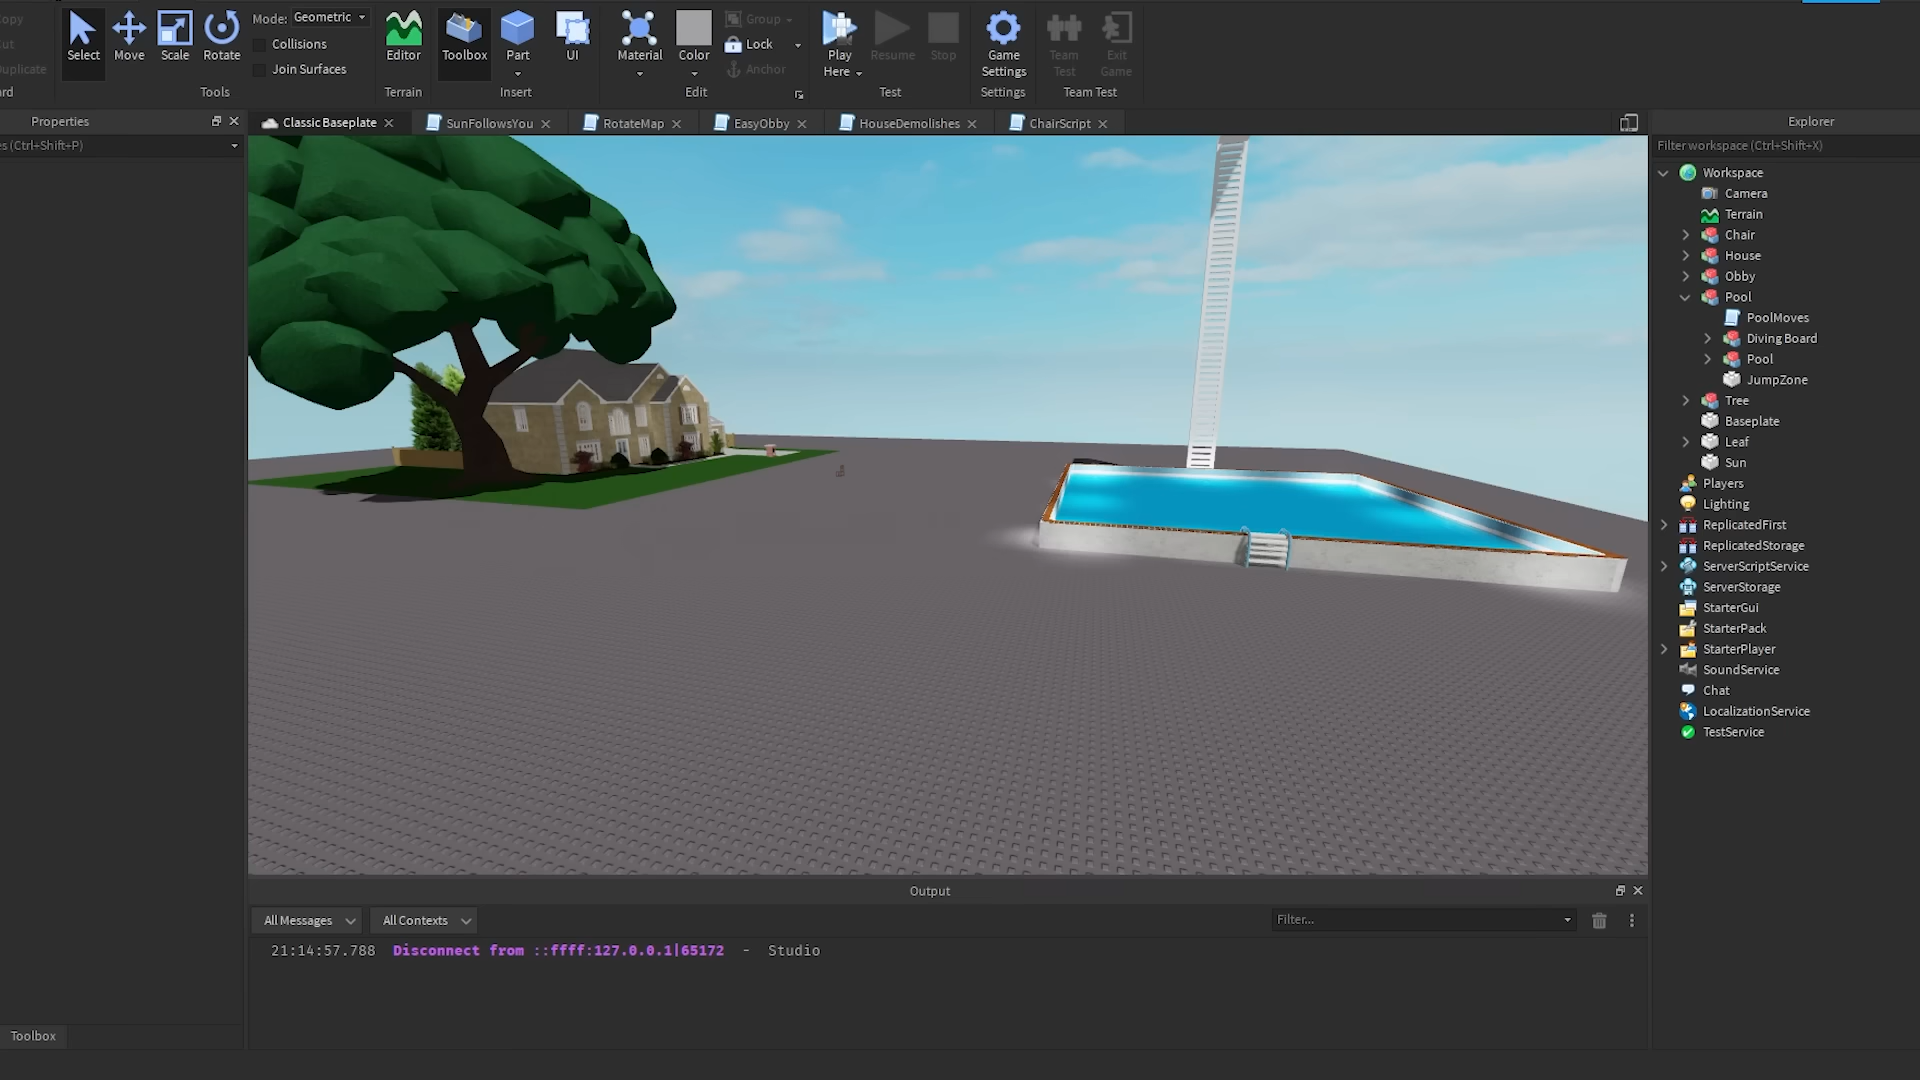 opy
ut
uplicate
rd
Select
Move
Scale
Rotate
Mode: Geometric
Collisions
Join Surfaces
Tools
Editor
Terrain
Toolbox
Part
UI
Insert
Material
Color
Group
Lock
Anchor
Edit
Play Here
Resume
Stop
Test
Game Settings
Settings
Team Test
Exit Game
Team Test
Properties
es (Ctrl+Shift+P)
Classic Baseplate
SunFollowsYou
RotateMap
EasyObby
HouseDemolishes
ChairScript
Explorer
Filter workspace (Ctrl+Shift+X)
Workspace
Camera
Terrain
Chair
House
Obby
Pool
PoolMoves
Diving Board
Pool
JumpZone
Tree
Baseplate
Leaf
Sun
Players
Lighting
ReplicatedFirst
ReplicatedStorage
ServerScriptService
ServerStorage
StarterGui
StarterPack
StarterPlayer
SoundService
Chat
LocalizationService
TestService
Output
All Messages
All Contexts
Filter...
21:14:57.788 Disconnect from ::ffff:127.0.0.1|65172 - Studio
Toolbox